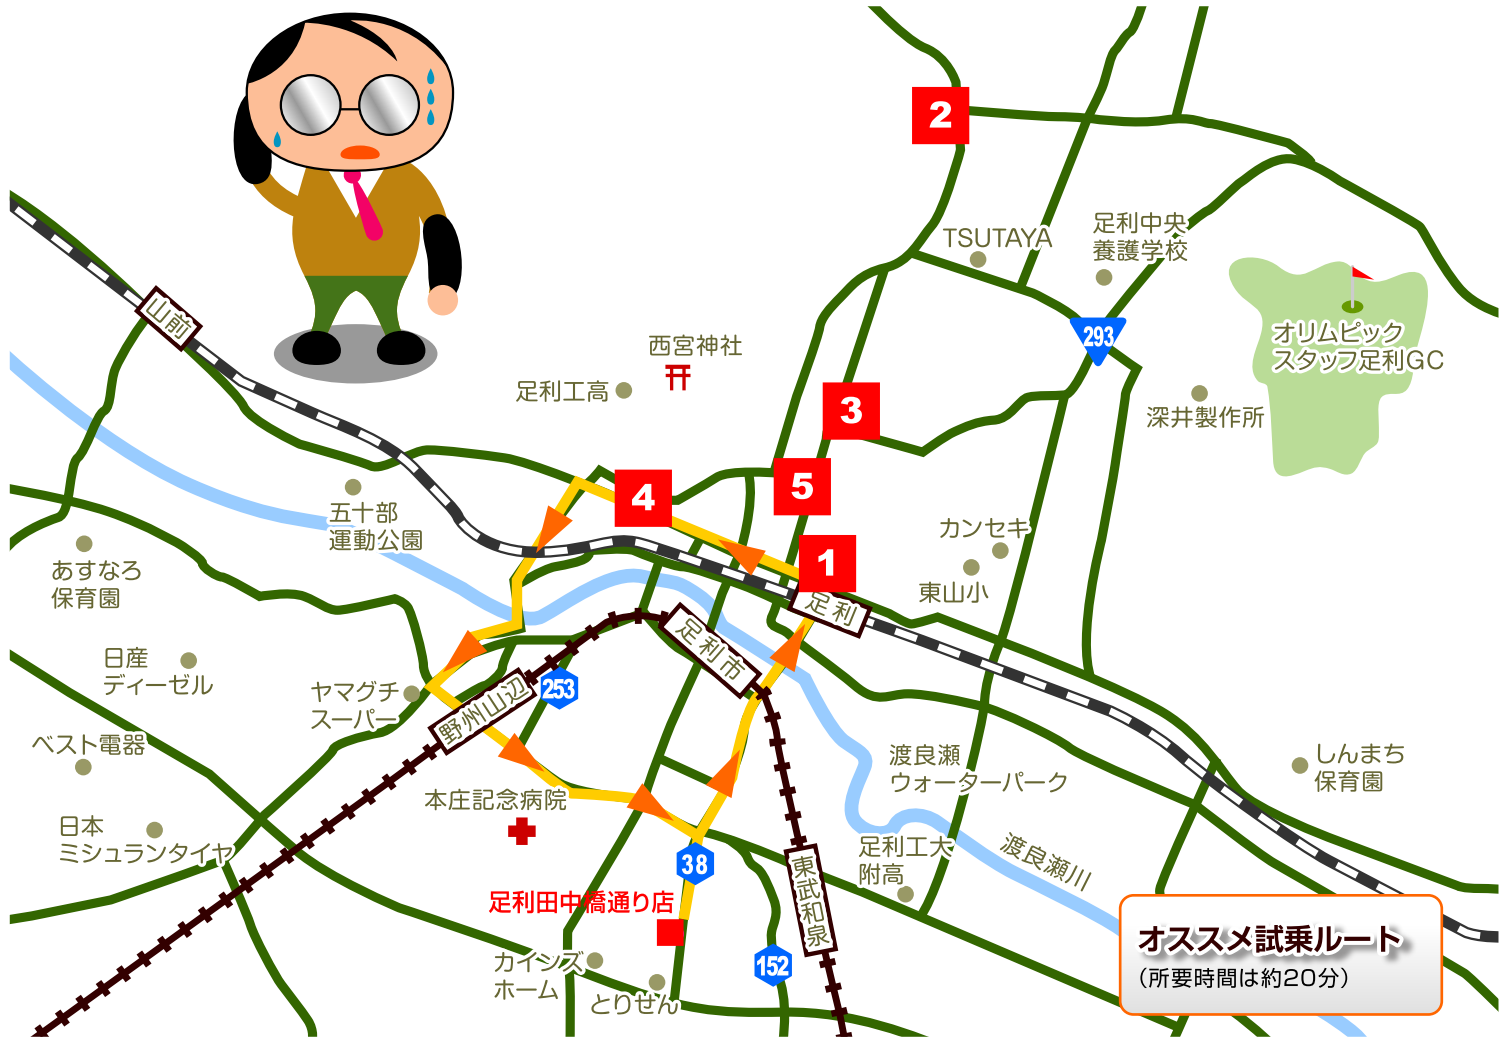 2
TSUTAYA
足利中央
養護学校
293
オリムピック
スタッフ足利GC
山前
西宮神社
足利工高
3
深井製作所
4
5
五十部
運動公園
カンセキ
1
東山小
足利
あすなろ
保育園
足利市
日産
ディーゼル
ヤマグチ
スーパー
253
野州山辺
ベスト電器
渡良瀬
ウォーターパーク
しんまち
保育園
本庄記念病院
日本
ミシュランタイヤ
38
足利工大
附高
渡良瀬川
東武和泉
足利田中橋通り店
カインズ
ホーム
とりせん
152
オススメ試乗ルート
(所要時間は約20分)